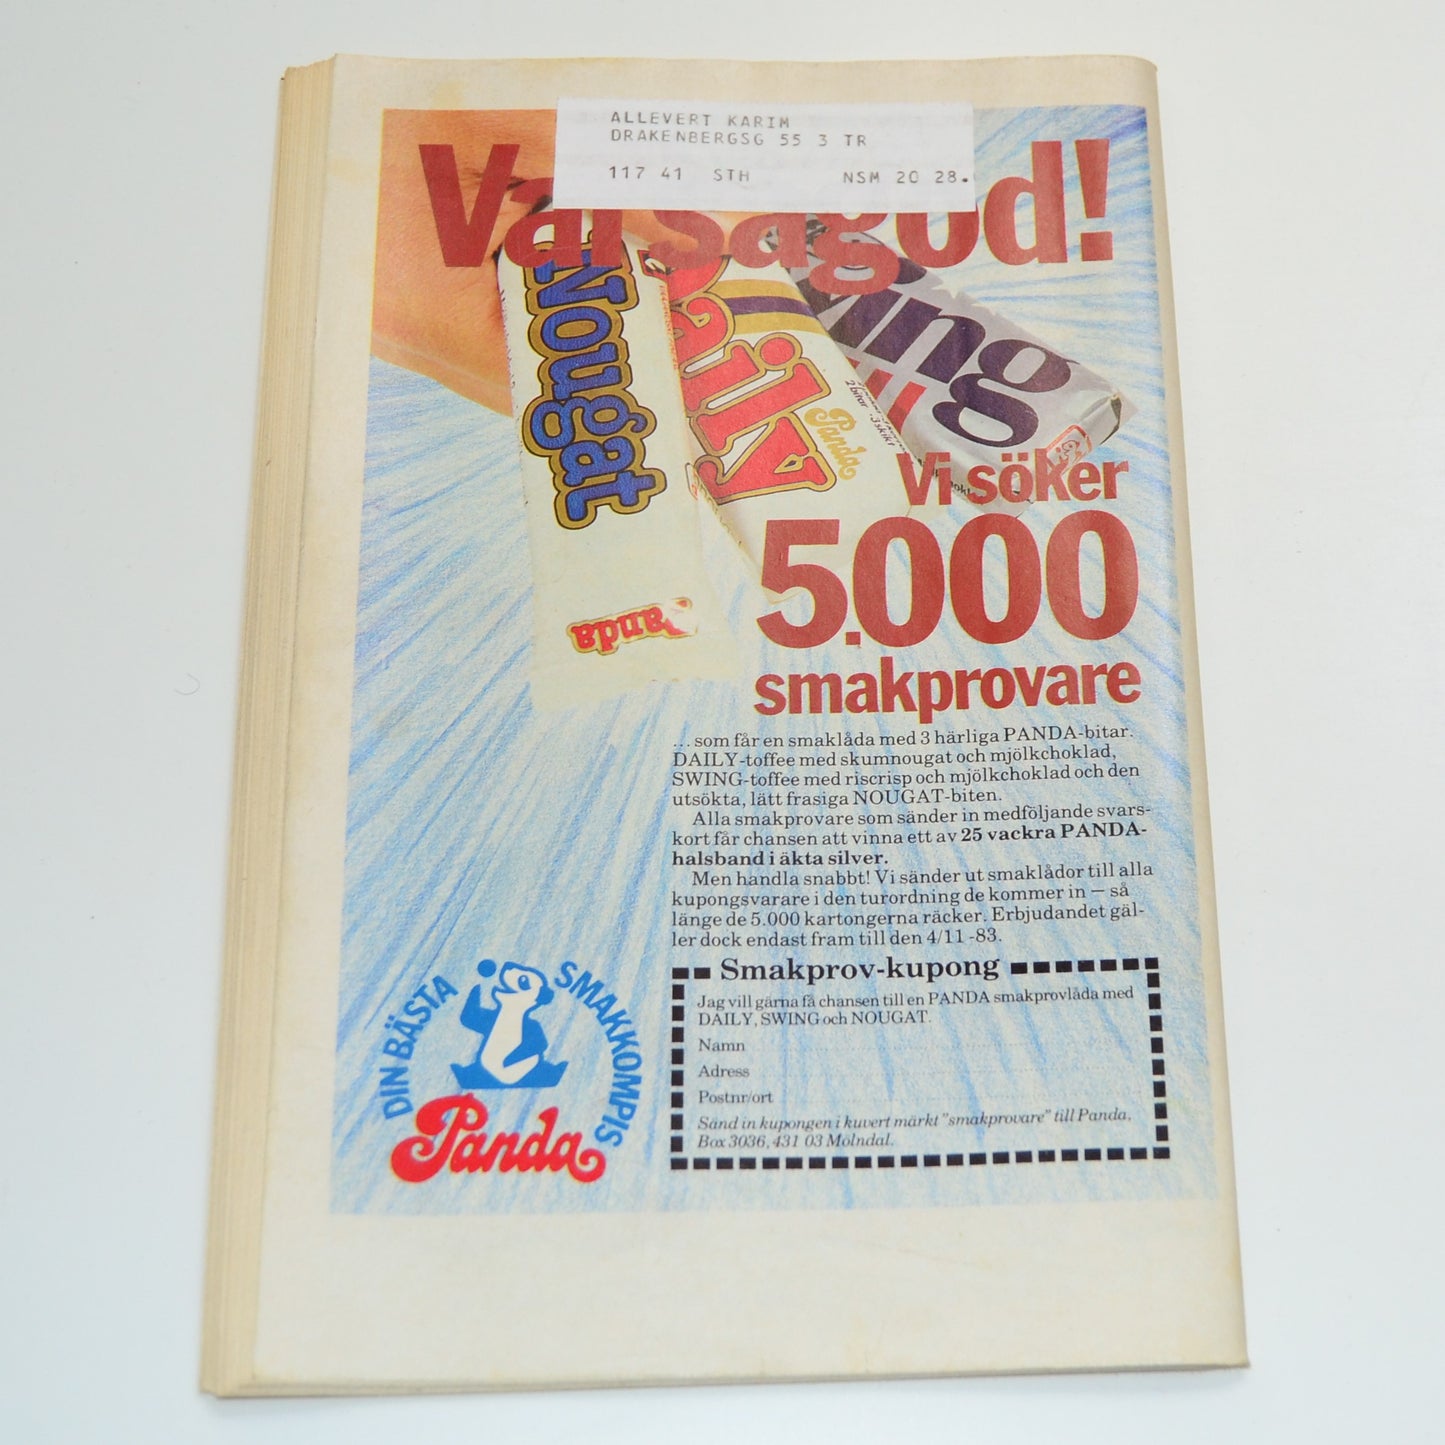 ALLEVERT KARIM
DRAKENBERGSG 55 3 TR
117 41 STH NSM 20 28.
Varsågod!
Nougat
Panda
Daily
Panda
2 bitar
Swing
Vi söker
5.000
smakprovare
... som får en smaklåda med 3 härliga PANDA-bitar.
DAILY-toffee med skumnougat och mjölkchoklad,
SWING-toffee med riscrisp och mjölkchoklad och den
utsökta, lätt frasiga NOUGAT-biten.
Alla smakprovare som sänder in medföljande svars-
kort får chansen att vinna ett av 25 vackra PANDA-
halsband i äkta silver.
Men handla snabbt! Vi sänder ut smaklådor till alla
kupongsvarare i den turordning de kommer in — så
länge de 5.000 kartongerna räcker. Erbjudandet gäl-
ler dock endast fram till den 4/11 -83.
Smakprov-kupong
Jag vill gärna få chansen till en PANDA smakprovlåda med
DAILY, SWING och NOUGAT.
Namn
Adress
Postnr/ort
Sänd in kupongen i kuvert märkt "smakprovare" till Panda,
Box 3036, 431 03 Mölndal.
DIN BÄSTA SMAKKOMPIS
Panda